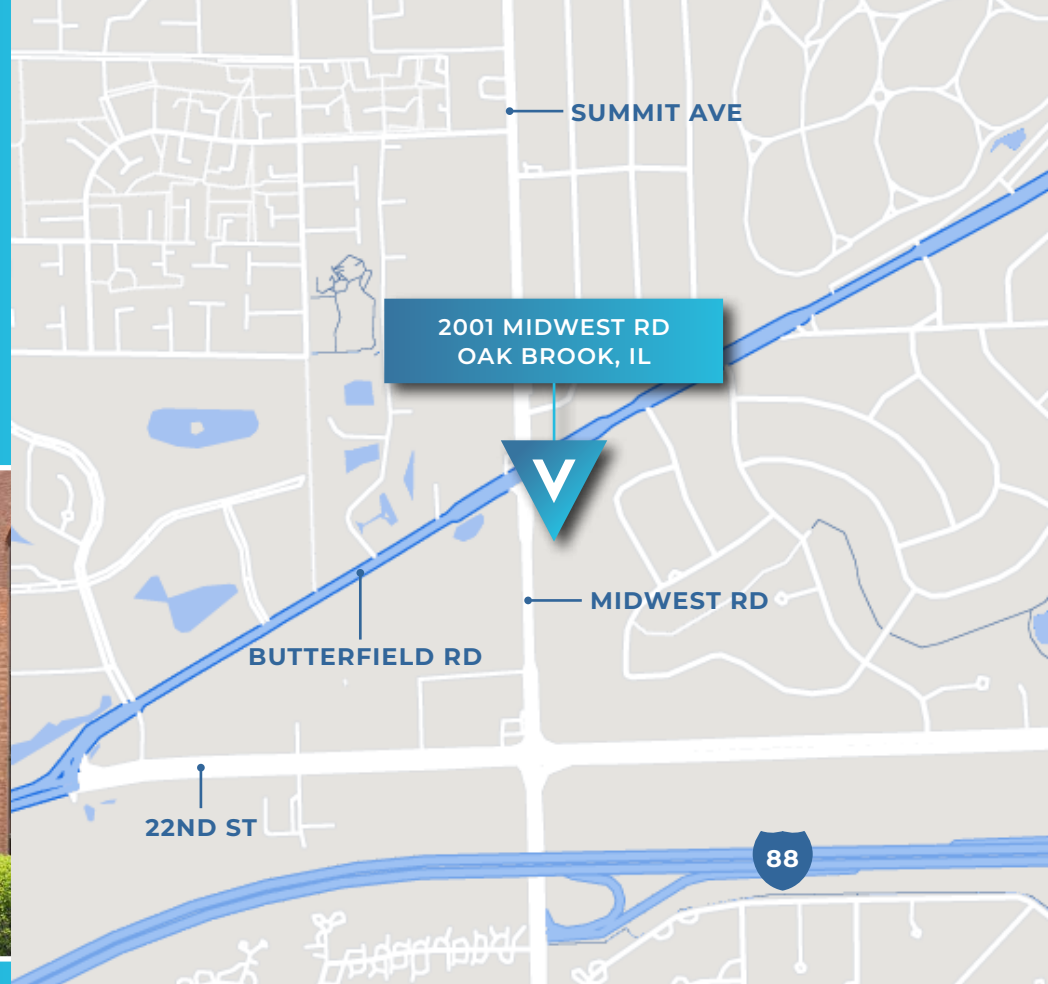 SUMMIT AVE
2001 MIDWEST RD
OAK BROOK, IL
V
MIDWEST RD
BUTTERFIELD RD
22ND ST
88